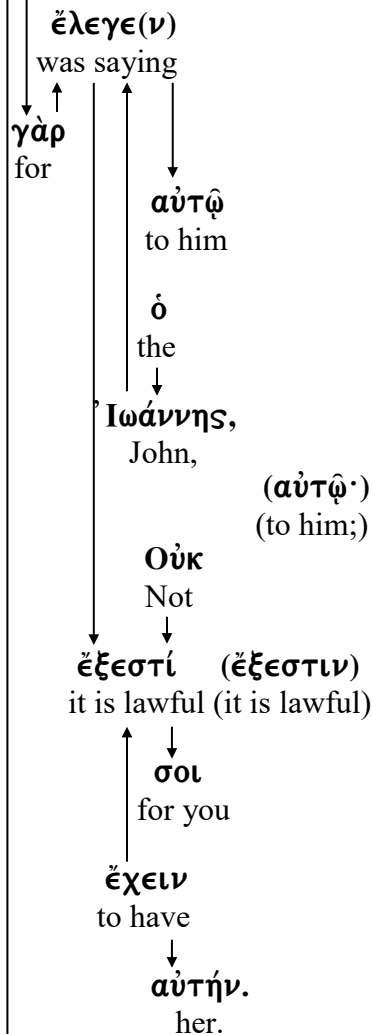 ἔλεγε(ν)
was saying
γὰρ
for
αὐτῷ
to him
ὁ
the
Ἰωάννης,
John,
(αὐτῷ·)
(to him;)
Οὐκ
Not
ἔξεστί (ἔξεστιν)
it is lawful (it is lawful)
σοι
for you
ἔχειν
to have
αὐτήν.
her.